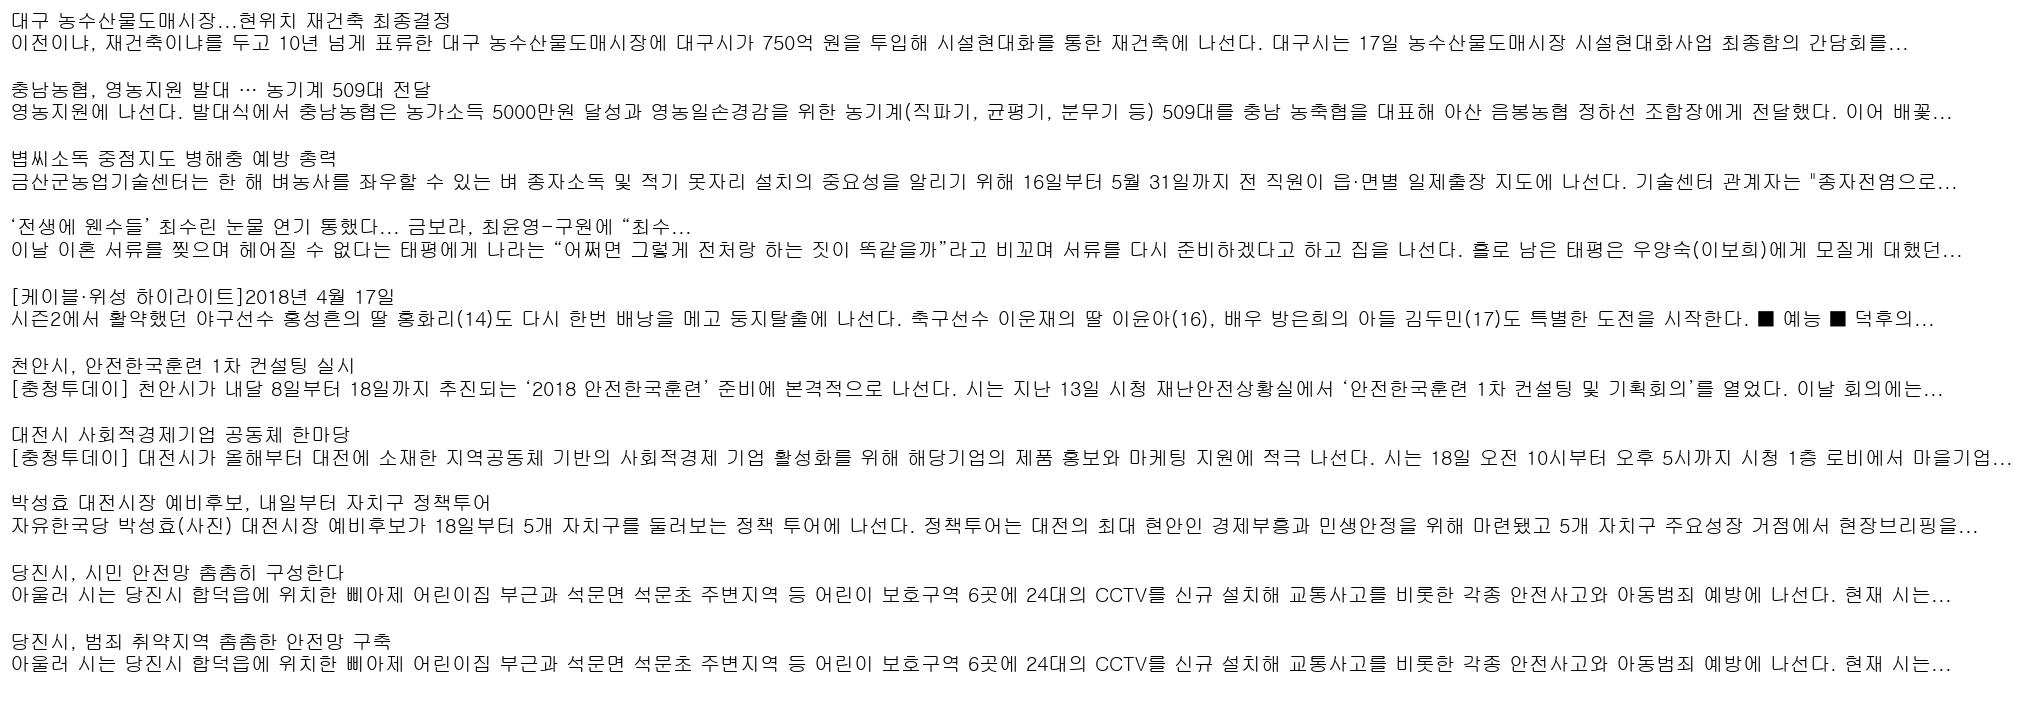 대구 농수산물도매시장...현위치 재건축 최종결정
이전이냐, 재건축이냐를 두고 10년 넘게 표류한 대구 농수산물도매시장에 대구시가 750억 원을 투입해 시설현대화를 통한 재건축에 나선다. 대구시는 17일 농수산물도매시장 시설현대화사업 최종합의 간담회를...
충남농협, 영농지원 발대 … 농기계 509대 전달
영농지원에 나선다. 발대식에서 충남농협은 농가소득 5000만원 달성과 영농일손경감을 위한 농기계(직파기, 균평기, 분무기 등) 509대를 충남 농축협을 대표해 아산 음봉농협 정하선 조합장에게 전달했다. 이어 배꽃...
볍씨소독 중점지도 병해충 예방 총력
금산군농업기술센터는 한 해 벼농사를 좌우할 수 있는 벼 종자소독 및 적기 못자리 설치의 중요성을 알리기 위해 16일부터 5월 31일까지 전 직원이 읍·면별 일제출장 지도에 나선다. 기술센터 관계자는 "종자전염으로...
‘전생에 웬수들’ 최수린 눈물 연기 통했다... 금보라, 최윤영-구원에 “최수...
이날 이혼 서류를 찢으며 헤어질 수 없다는 태평에게 나라는 “어쩌면 그렇게 전처랑 하는 짓이 똑같을까”라고 비꼬며 서류를 다시 준비하겠다고 하고 집을 나선다. 홀로 남은 태평은 우양숙(이보희)에게 모질게 대했던...
[케이블·위성 하이라이트]2018년 4월 17일
시즌2에서 활약했던 야구선수 홍성흔의 딸 홍화리(14)도 다시 한번 배낭을 메고 둥지탈출에 나선다. 축구선수 이운재의 딸 이윤아(16), 배우 방은희의 아들 김두민(17)도 특별한 도전을 시작한다. ■ 예능 ■ 덕후의...
천안시, 안전한국훈련 1차 컨설팅 실시
[충청투데이] 천안시가 내달 8일부터 18일까지 추진되는 ‘2018 안전한국훈련’ 준비에 본격적으로 나선다. 시는 지난 13일 시청 재난안전상황실에서 ‘안전한국훈련 1차 컨설팅 및 기획회의’를 열었다. 이날 회의에는...
대전시 사회적경제기업 공동체 한마당
[충청투데이] 대전시가 올해부터 대전에 소재한 지역공동체 기반의 사회적경제 기업 활성화를 위해 해당기업의 제품 홍보와 마케팅 지원에 적극 나선다. 시는 18일 오전 10시부터 오후 5시까지 시청 1층 로비에서 마을기업...
박성효 대전시장 예비후보, 내일부터 자치구 정책투어
자유한국당 박성효(사진) 대전시장 예비후보가 18일부터 5개 자치구를 둘러보는 정책 투어에 나선다. 정책투어는 대전의 최대 현안인 경제부흥과 민생안정을 위해 마련됐고 5개 자치구 주요성장 거점에서 현장브리핑을...
당진시, 시민 안전망 촘촘히 구성한다
아울러 시는 당진시 합덕읍에 위치한 삐아제 어린이집 부근과 석문면 석문초 주변지역 등 어린이 보호구역 6곳에 24대의 CCTV를 신규 설치해 교통사고를 비롯한 각종 안전사고와 아동범죄 예방에 나선다. 현재 시는...
당진시, 범죄 취약지역 촘촘한 안전망 구축
아울러 시는 당진시 합덕읍에 위치한 삐아제 어린이집 부근과 석문면 석문초 주변지역 등 어린이 보호구역 6곳에 24대의 CCTV를 신규 설치해 교통사고를 비롯한 각종 안전사고와 아동범죄 예방에 나선다. 현재 시는...